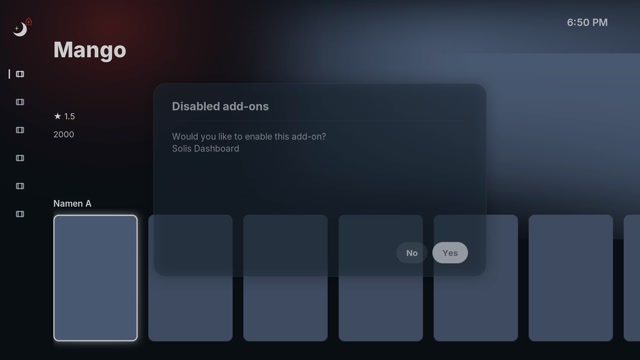 6:50 PM
Mango
★ 1.5
2000
Disabled add-ons
Would you like to enable this add-on?
Solis Dashboard
Namen A
No
Yes